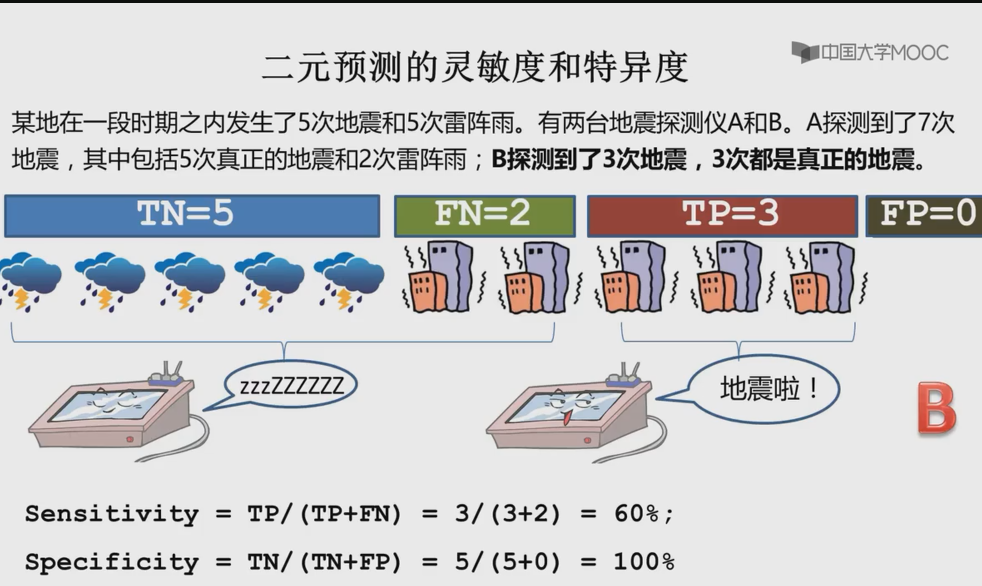 中国大学MOOC
二元预测的灵敏度和特异度
某地在一段时期之内发生了5次地震和5次雷阵雨。有两台地震探测仪A和B。A探测到了7次
地震，其中包括5次真正的地震和2次雷阵雨；B探测到了3次地震，3次都是真正的地震。
TN=5 FN=2 TP=3 FP=0
zzzZZZZZZ 地震啦！
B
Sensitivity = TP/(TP+FN) = 3/(3+2) = 60%;
Specificity = TN/(TN+FP) = 5/(5+0) = 100%